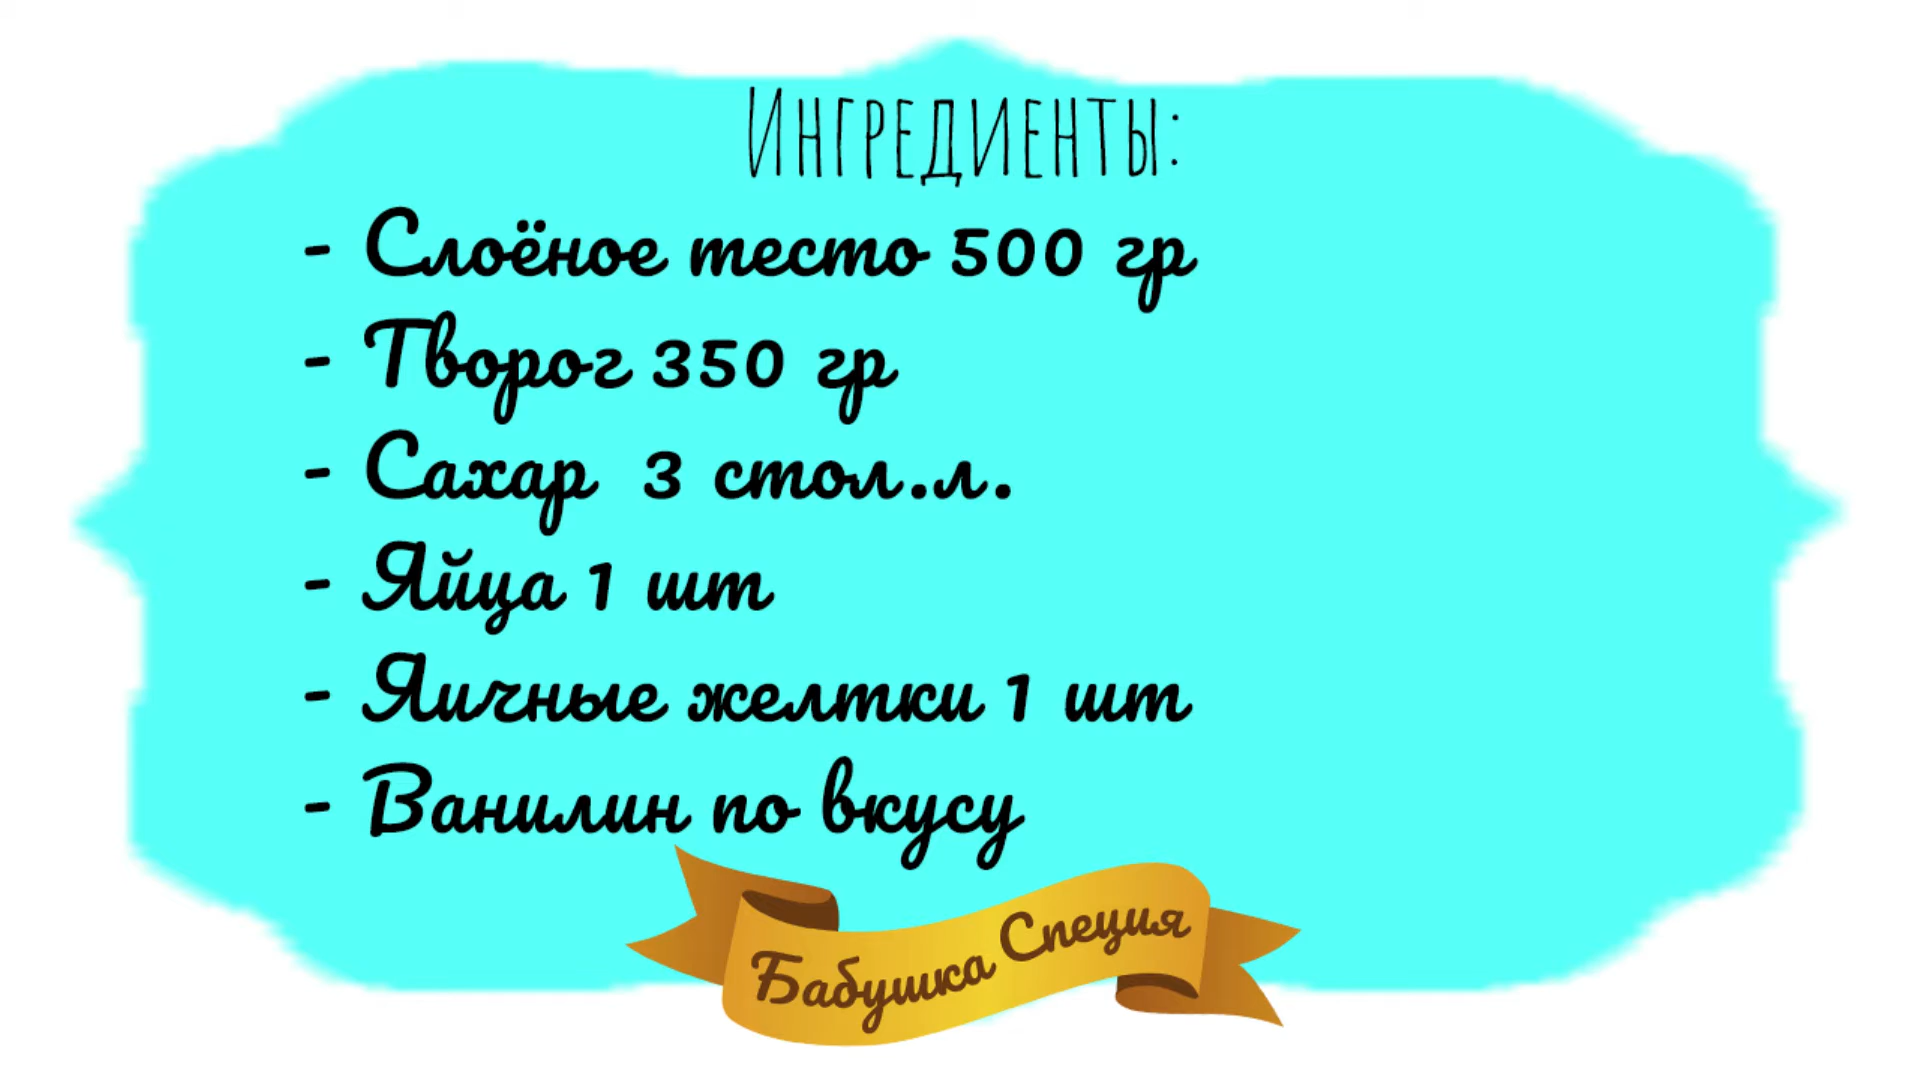 Ингредиенты:
- Слоёное тесто 500 гр
- Творог 350 гр
- Сахар 3 стол.л.
- Яйца 1 шт
- Яичные желтки 1 шт
- Ванилин по вкусу
Бабушка Специя